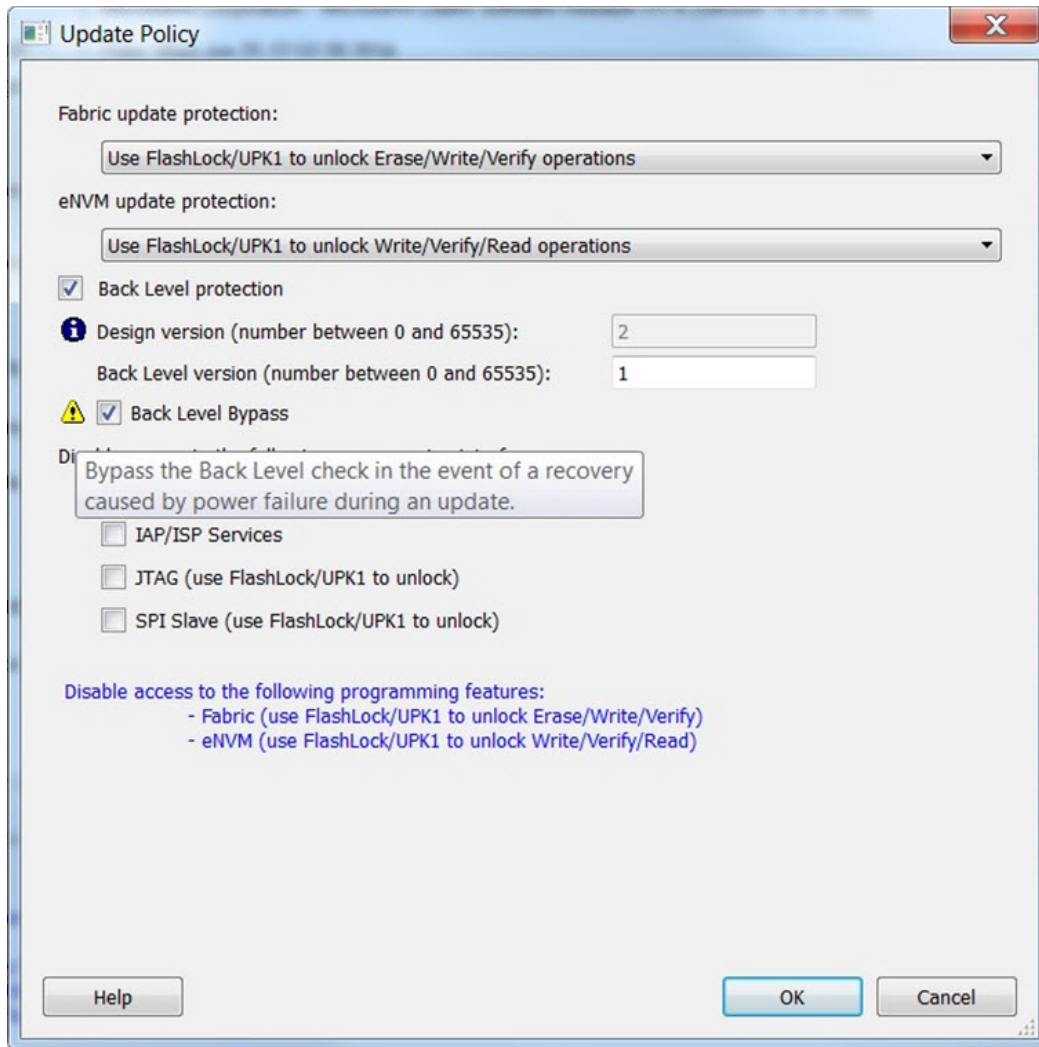 Update Policy
Fabric update protection:
Use FlashLock/UPK1 to unlock Erase/Write/Verify operations
eNVM update protection:
Use FlashLock/UPK1 to unlock Write/Verify/Read operations
Back Level protection
Design version (number between 0 and 65535): 2
Back Level version (number between 0 and 65535): 1
Back Level Bypass
Bypass the Back Level check in the event of a recovery
caused by power failure during an update.
IAP/ISP Services
JTAG (use FlashLock/UPK1 to unlock)
SPI Slave (use FlashLock/UPK1 to unlock)
Disable access to the following programming features:
- Fabric (use FlashLock/UPK1 to unlock Erase/Write/Verify)
- eNVM (use FlashLock/UPK1 to unlock Write/Verify/Read)
Help OK Cancel